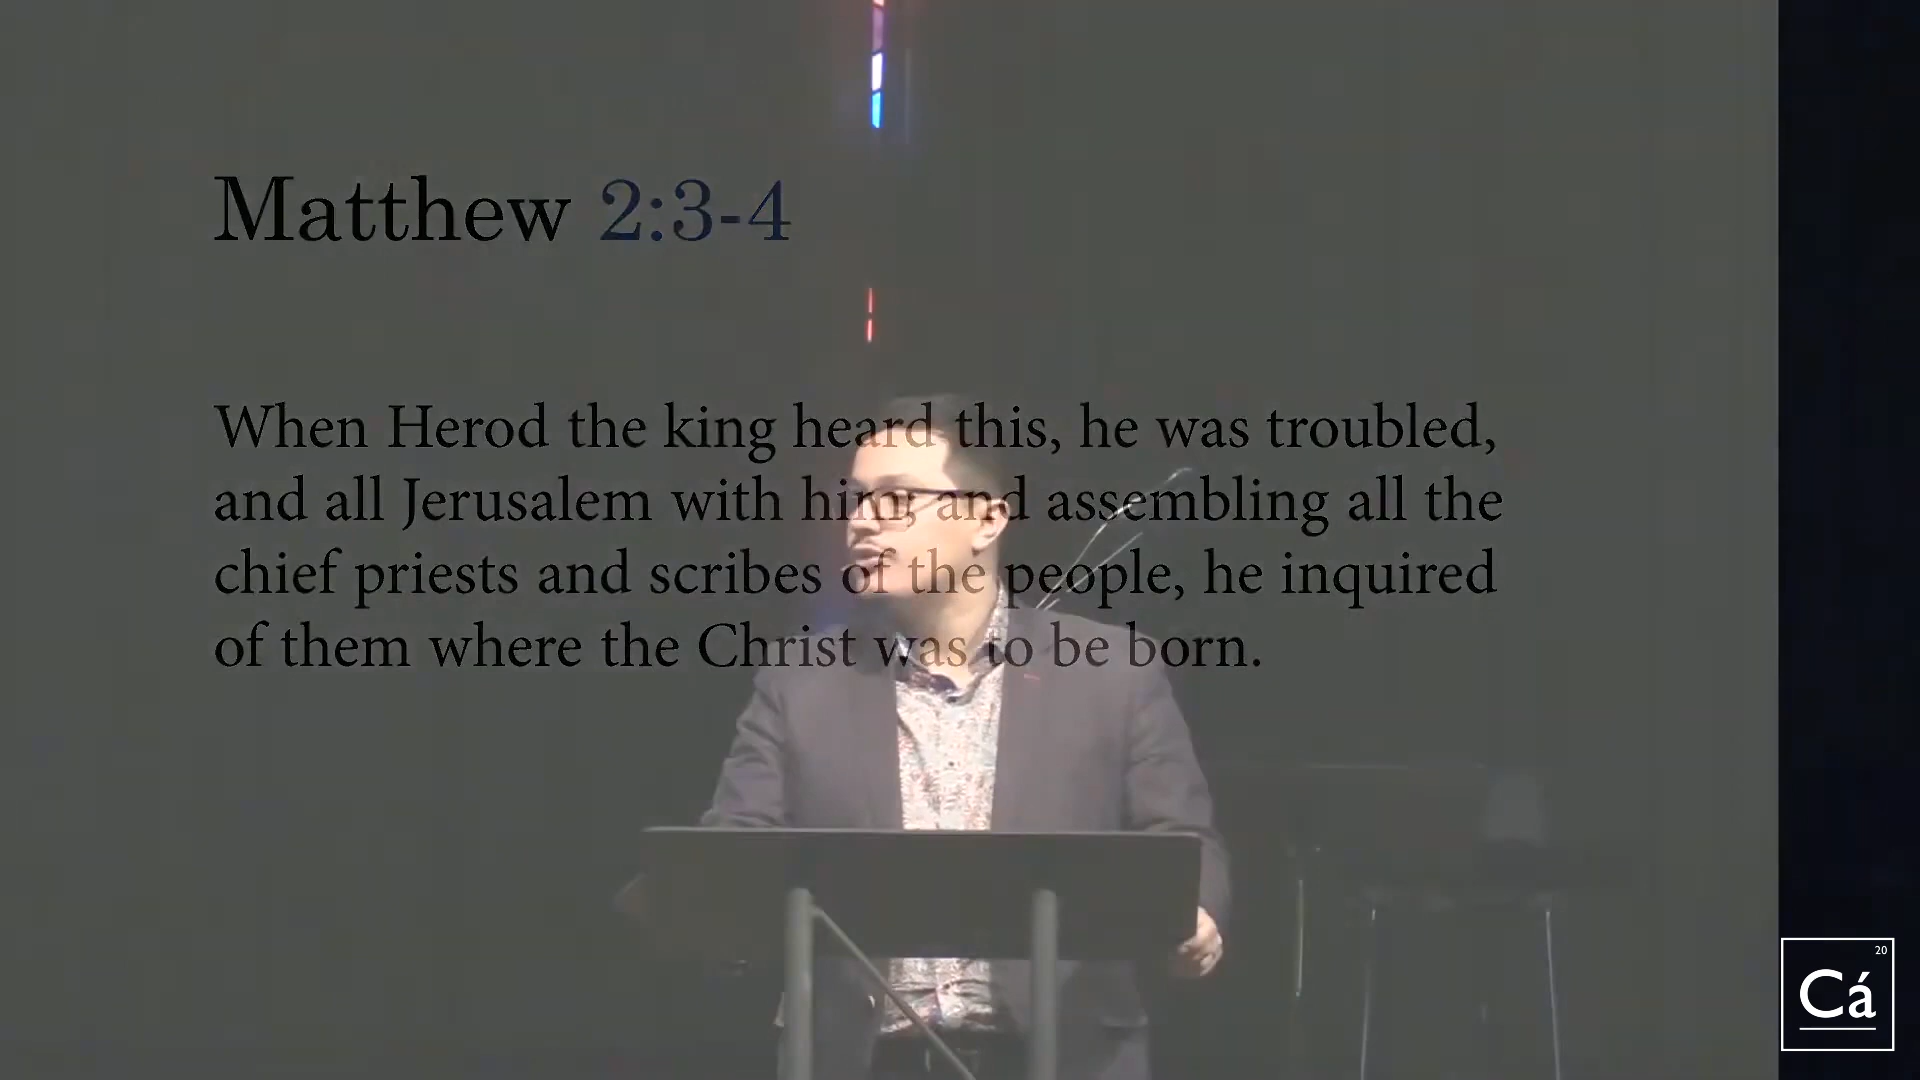 Matthew 2:3-4
When Herod the king heard this, he was troubled,
and all Jerusalem with him; and assembling all the
chief priests and scribes of the people, he inquired
of them where the Christ was to be born.
20
Cá